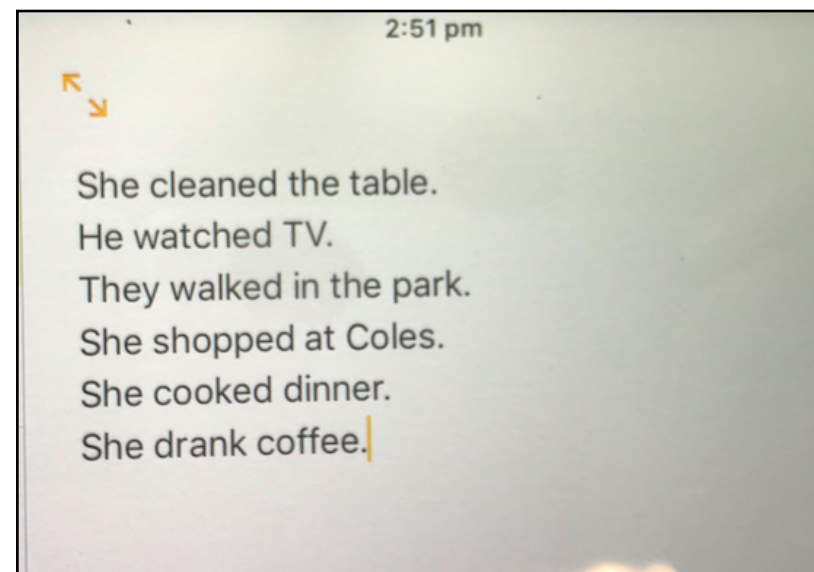 2:51 pm
She cleaned the table.
He watched TV.
They walked in the park.
She shopped at Coles.
She cooked dinner.
She drank coffee.